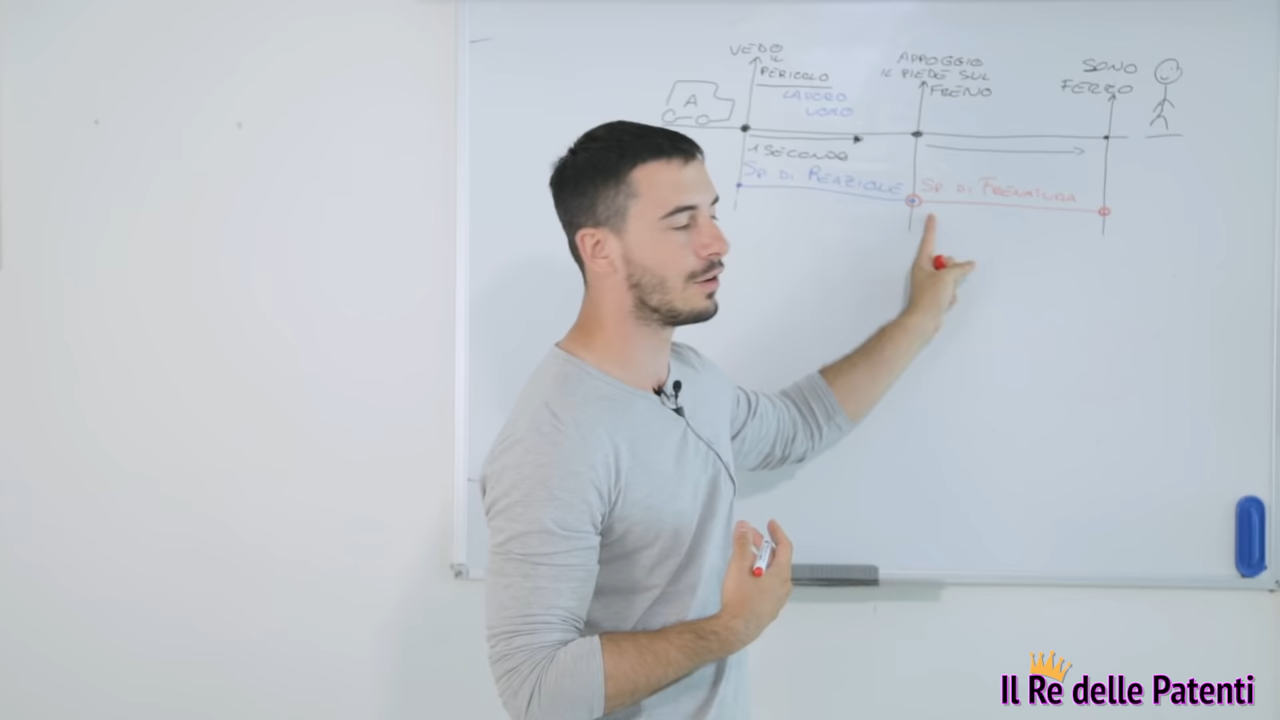 VEDO
IL
PERICOLO
LAVORO
UOMO
A
APPOGGIO
IL PIEDE SUL
FRENO
SONO
FERMO
1 SECONDO
SP DI REAZIONE
SP DI FRENATURA
Il Re delle Patenti